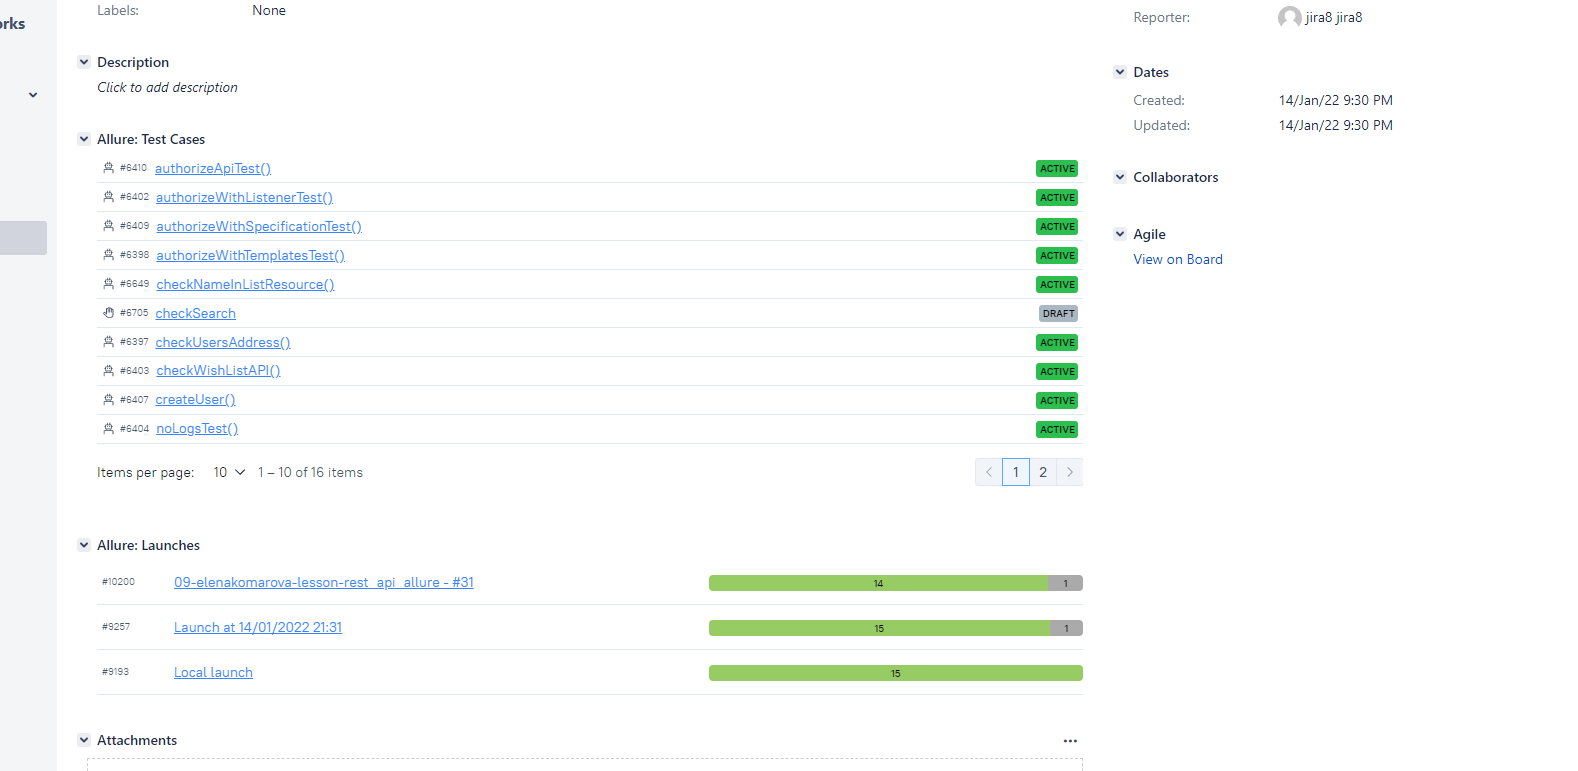 orks
Labels: None
Description
Click to add description
Allure: Test Cases
#6410 authorizeApiTest() ACTIVE
#6402 authorizeWithListenerTest() ACTIVE
#6409 authorizeWithSpecificationTest() ACTIVE
#6398 authorizeWithTemplatesTest() ACTIVE
#6649 checkNameInListResource() ACTIVE
#6705 checkSearch DRAFT
#6397 checkUsersAddress() ACTIVE
#6403 checkWishListAPI() ACTIVE
#6407 createUser() ACTIVE
#6404 noLogsTest() ACTIVE
Items per page: 10 1 – 10 of 16 items 1 2
Allure: Launches
#10200 09-elenakomarova-lesson-rest_api_allure - #31 14 1
#9257 Launch at 14/01/2022 21:31 15 1
#9193 Local launch 15
Attachments
Reporter: jira8 jira8
Dates
Created: 14/Jan/22 9:30 PM
Updated: 14/Jan/22 9:30 PM
Collaborators
Agile
View on Board